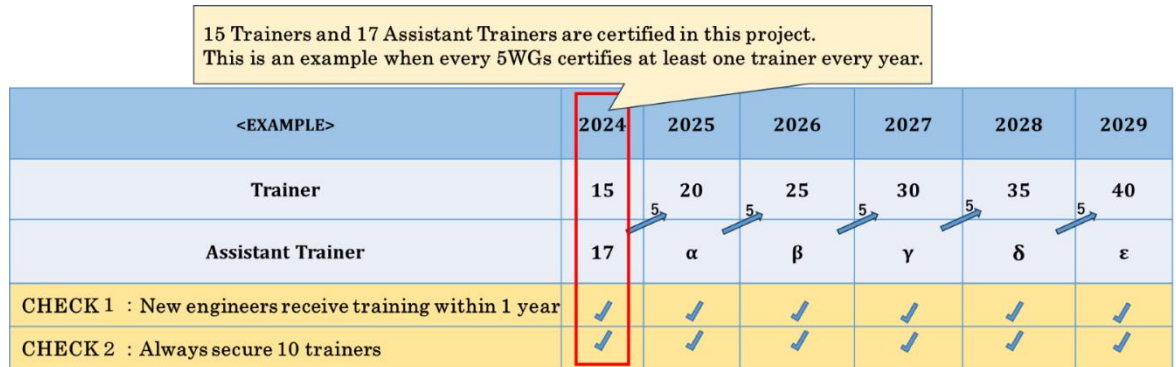 15 Trainers and 17 Assistant Trainers are certified in this project.
This is an example when every 5WGs certifies at least one trainer every year.
<EXAMPLE> 2024 2025 2026 2027 2028 2029
Trainer 15 20 25 30 35 40
5 5 5 5 5
Assistant Trainer 17 α β γ δ ε
CHECK 1 : New engineers receive training within 1 year
CHECK 2 : Always secure 10 trainers